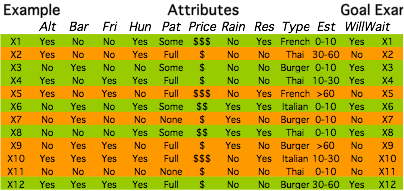 Example Attributes Goal Exar
Alt Bar Fri Hun Pat Price Rain Res Type Est WillWait
X1 Yes No No Yes Some $$$ No Yes French 0-10 Yes X1
X2 Yes No No Yes Full $ No No Thai 30-60 No X2
X3 No Yes No No Some $ No No Burger 0-10 Yes X3
X4 Yes No Yes Yes Full $ No No Thai 10-30 Yes X4
X5 Yes No Yes No Full $$$ No Yes French >60 No X5
X6 No Yes No Yes Some $$ Yes Yes Italian 0-10 Yes X6
X7 No Yes No No None $ Yes No Burger 0-10 No X7
X8 No No No Yes Some $$ Yes Yes Thai 0-10 Yes X8
X9 No Yes Yes No Full $ Yes No Burger >60 No X9
X10 Yes Yes Yes Yes Full $$$ No Yes Italian 10-30 No X10
X11 No No No No None $ No No Thai 0-10 No X11
X12 Yes Yes Yes Yes Full $ No No Burger 30-60 Yes X12